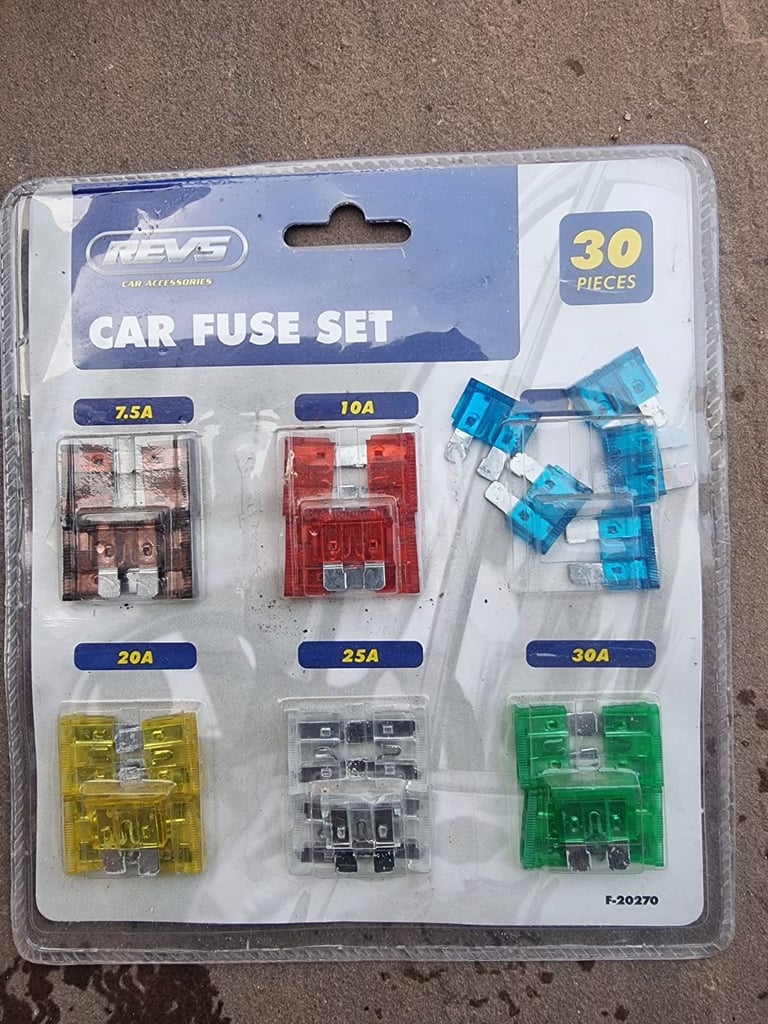 REVS
CAR ACCESSORIES
CAR FUSE SET
30
PIECES
7.5A
10A
20A
25A
30A
F-20270